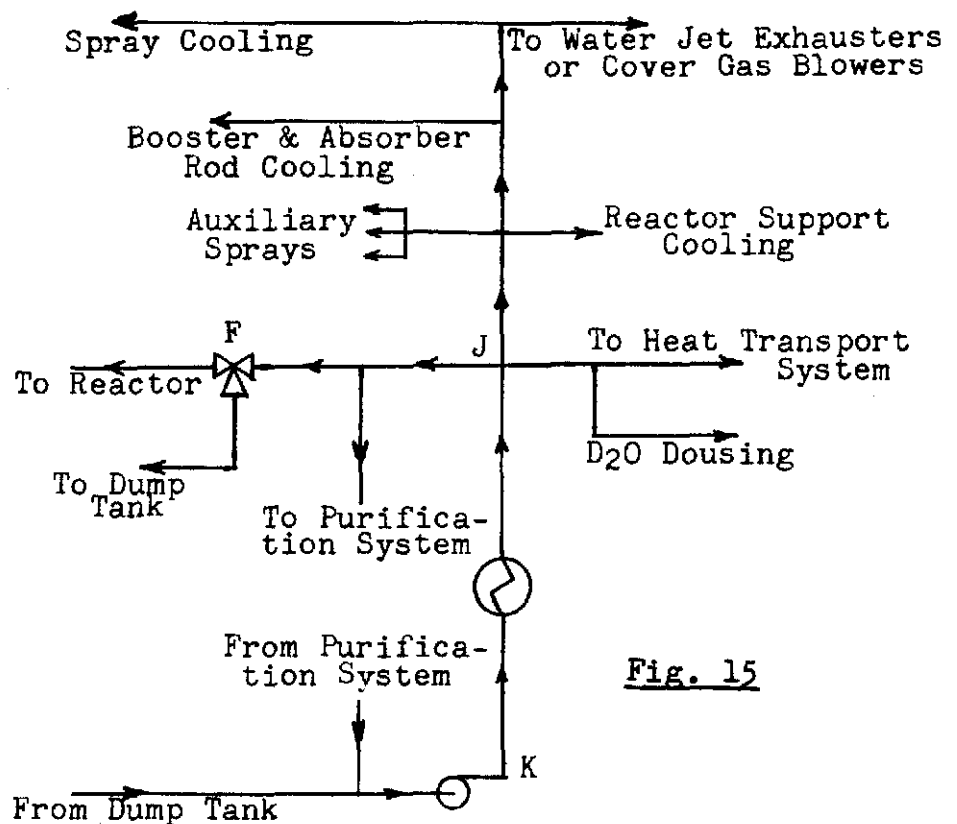 Spray Cooling
To Water Jet Exhausters
or Cover Gas Blowers
Booster & Absorber
Rod Cooling
Auxiliary
Sprays
Reactor Support
Cooling
F
J
To Heat Transport
System
To Reactor
D2O Dousing
To Dump
Tank
To Purifica-
tion System
From Purifica-
tion System
Fig. 15
K
From Dump Tank